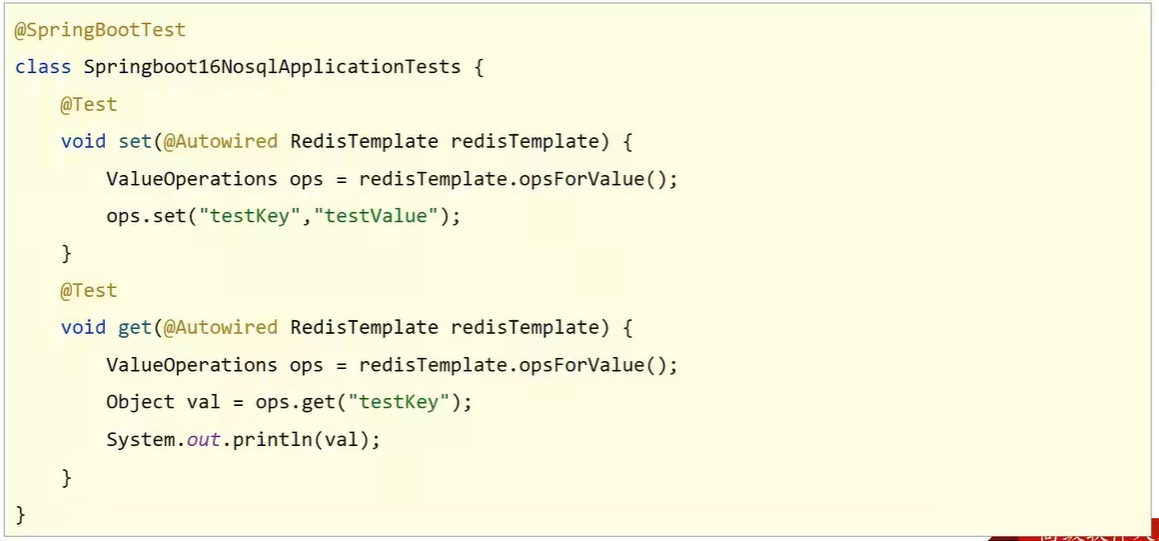 @SpringBootTest
class Springboot16NosqlApplicationTests {
    @Test
    void set(@Autowired RedisTemplate redisTemplate) {
        ValueOperations ops = redisTemplate.opsForValue();
        ops.set("testKey","testValue");
    }
    @Test
    void get(@Autowired RedisTemplate redisTemplate) {
        ValueOperations ops = redisTemplate.opsForValue();
        Object val = ops.get("testKey");
        System.out.println(val);
    }
}